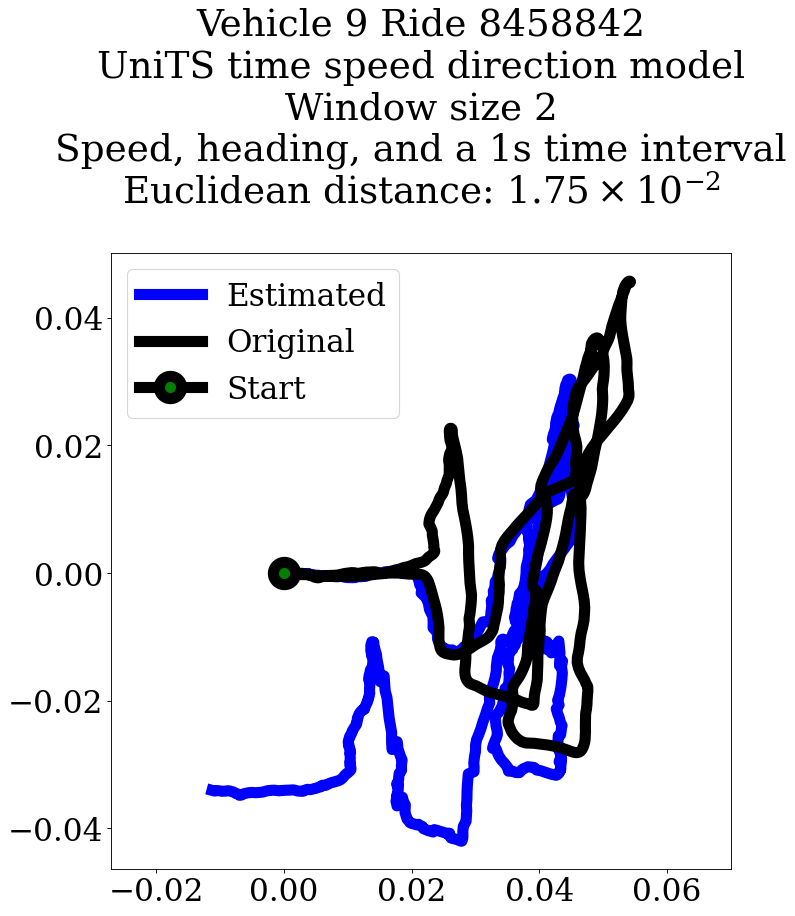 Vehicle 9 Ride 8458842
UniTS time speed direction model
Window size 2
Speed, heading, and a 1s time interval
Euclidean distance: 1.75 × 10⁻²
Estimated
Original
Start
0.04
0.02
0.00
−0.02
−0.04
−0.02 0.00 0.02 0.04 0.06